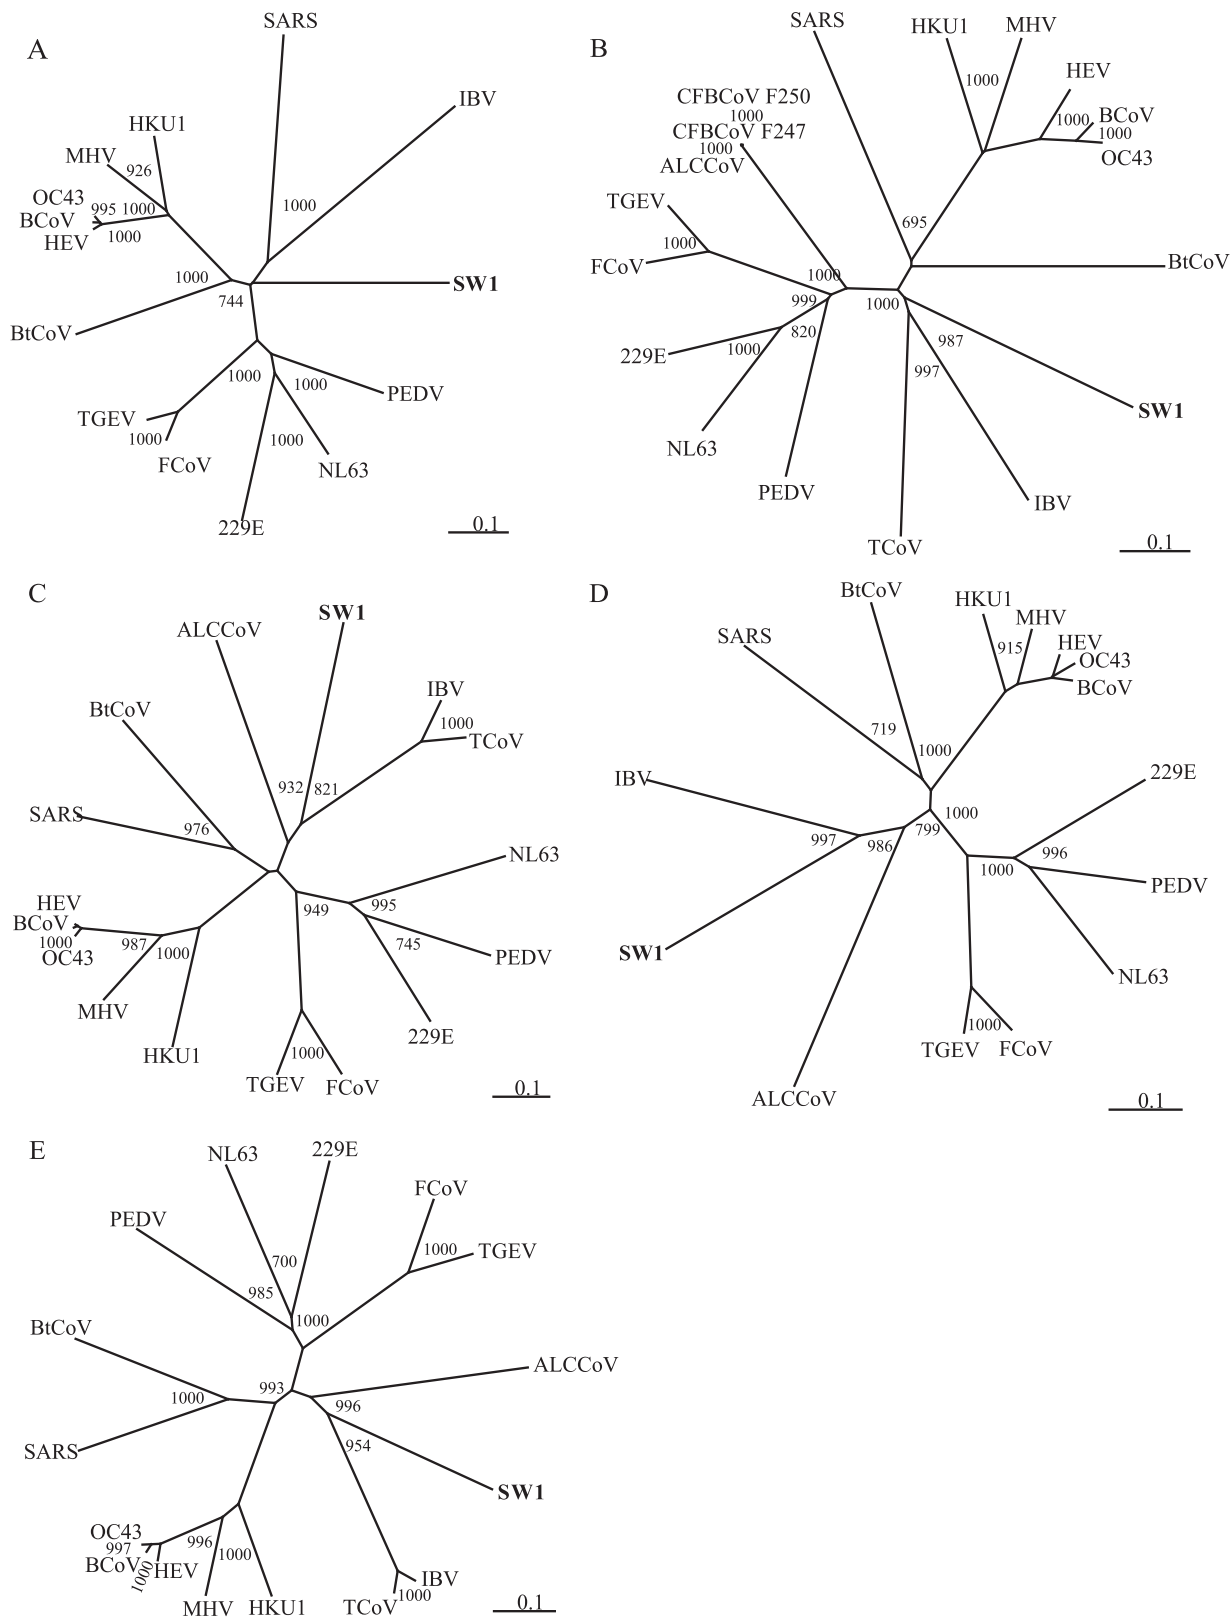 A
SARS
IBV
HKU1
MHV
926
OC43
995 1000
BCoV
HEV
1000
1000
1000
SW1
744
BtCoV
1000
1000
PEDV
TGEV
1000
1000
FCoV
NL63
229E
0.1
B
SARS
HKU1
MHV
1000
HEV
CFBCoV F250
1000
CFBCoV F247
1000
ALCCoV
1000
BCoV
1000
OC43
TGEV
1000
FCoV
695
BtCoV
1000
999
1000
820
987
229E
1000
997
SW1
NL63
PEDV
IBV
TCoV
0.1
C
SW1
ALCCoV
IBV
1000
TCoV
BtCoV
932
821
SARS
976
NL63
HEV
BCoV
1000
OC43
987
1000
949
995
745
PEDV
MHV
229E
HKU1
1000
TGEV
FCoV
0.1
D
BtCoV
HKU1
MHV
SARS
915
HEV
OC43
BCoV
719
1000
IBV
229E
1000
997
986
799
996
1000
PEDV
SW1
NL63
1000
TGEV
FCoV
ALCCoV
0.1
E
NL63
229E
FCoV
PEDV
1000
TGEV
700
985
1000
BtCoV
ALCCoV
993
1000
996
954
SARS
SW1
OC43
997
996
BCoV
1000
HEV
1000
IBV
1000
MHV
HKU1
TCoV
0.1